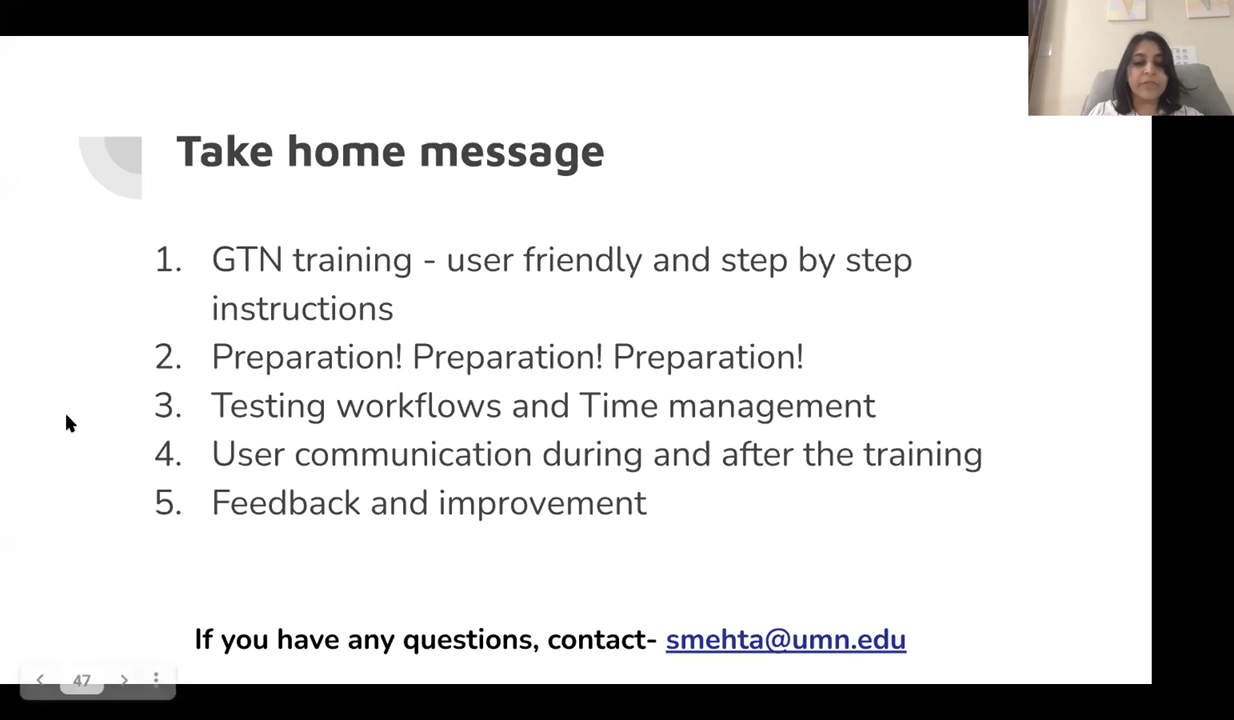 Take home message
1. GTN training - user friendly and step by step
instructions
2. Preparation! Preparation! Preparation!
3. Testing workflows and Time management
4. User communication during and after the training
5. Feedback and improvement
If you have any questions, contact- smehta@umn.edu
47